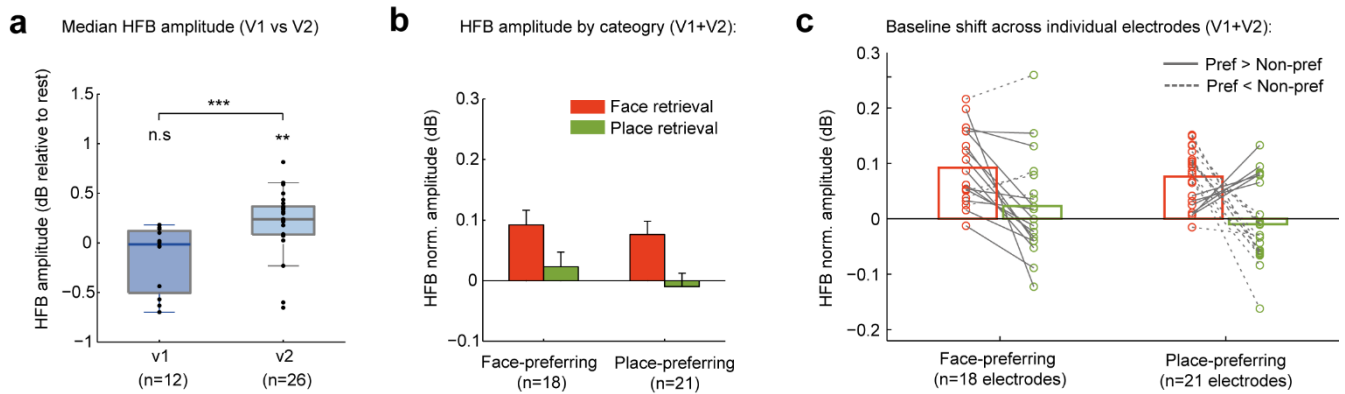 a
Median HFB amplitude (V1 vs V2)
HFB amplitude (dB relative to rest)
1.5
1
0.5
0
−0.5
−1
***
n.s
**
v1
v2
(n=12)
(n=26)
b
HFB amplitude by cateogry (V1+V2):
HFB norm. amplitude (dB)
0.3
0.2
0.1
0
-0.1
Face retrieval
Place retrieval
Face-preferring
Place-preferring
(n=18)
(n=21)
c
Baseline shift across individual electrodes (V1+V2):
HFB norm. amplitude (dB)
0.2
0.1
0
-0.1
-0.2
Pref > Non-pref
Pref < Non-pref
Face-preferring
Place-preferring
(n=18 electrodes)
(n=21 electrodes)